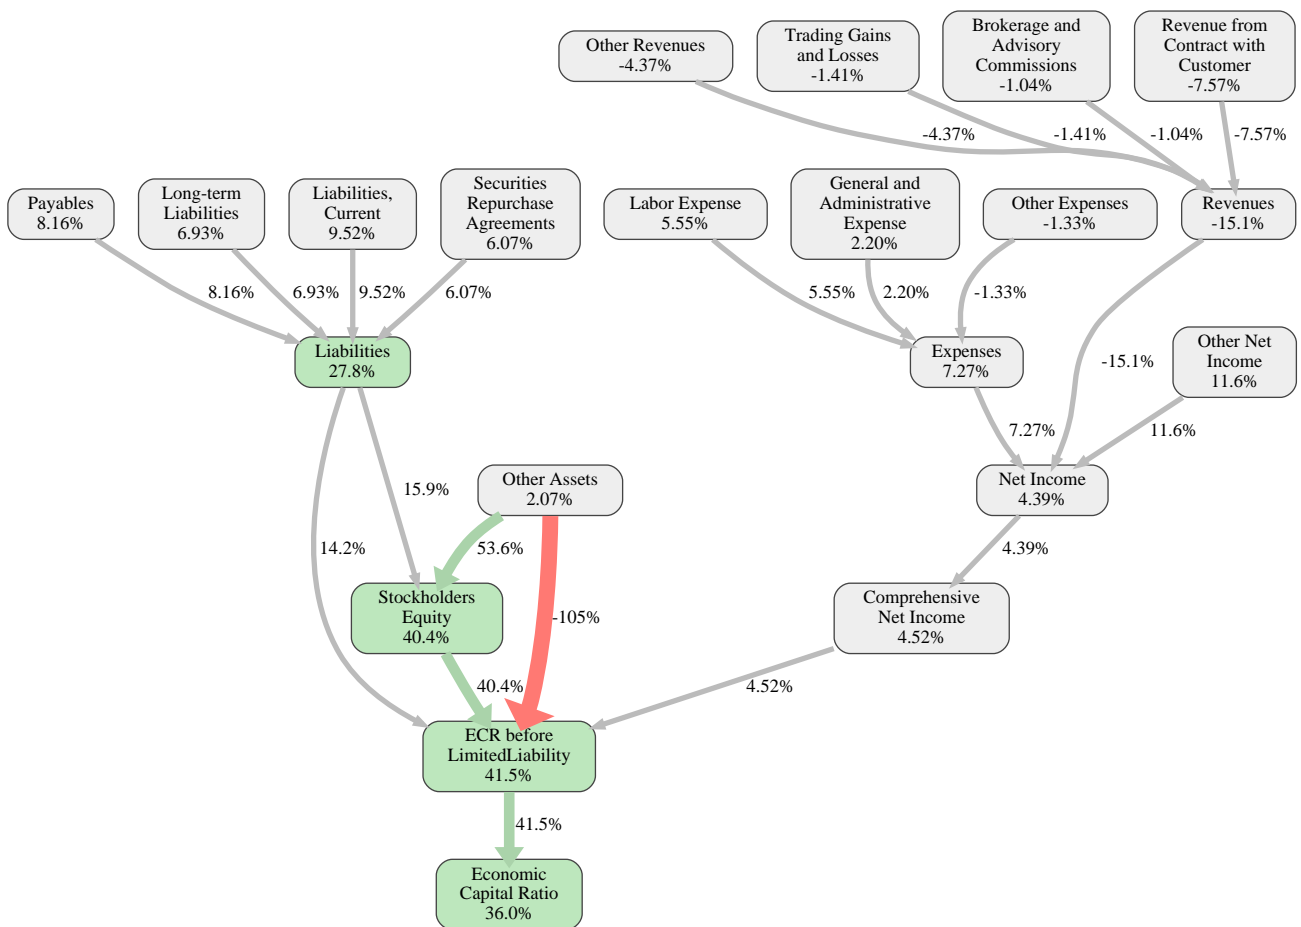 Other Revenues
-4.37%
Trading Gains
and Losses
-1.41%
Brokerage and
Advisory
Commissions
-1.04%
Revenue from
Contract with
Customer
-7.57%
-4.37%
-1.41%
-1.04%
-7.57%
Payables
8.16%
Long-term
Liabilities
6.93%
Liabilities,
Current
9.52%
Securities
Repurchase
Agreements
6.07%
Labor Expense
5.55%
General and
Administrative
Expense
2.20%
Other Expenses
-1.33%
Revenues
-15.1%
8.16%
6.93%
9.52%
6.07%
5.55%
2.20%
-1.33%
Liabilities
27.8%
Expenses
7.27%
-15.1%
Other Net
Income
11.6%
7.27%
11.6%
15.9%
Other Assets
2.07%
Net Income
4.39%
14.2%
53.6%
4.39%
Stockholders
Equity
40.4%
-105%
Comprehensive
Net Income
4.52%
40.4%
4.52%
ECR before
LimitedLiability
41.5%
41.5%
Economic
Capital Ratio
36.0%